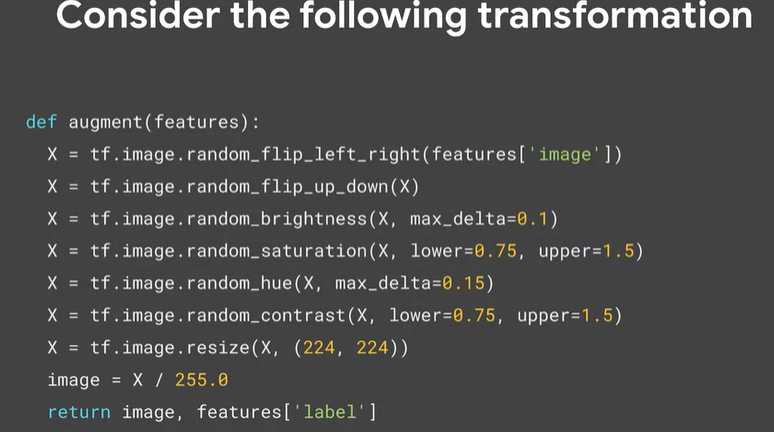 Consider the following transformation
def augment(features):
X = tf.image.random_flip_left_right(features['image'])
X = tf.image.random_flip_up_down(X)
X = tf.image.random_brightness(X, max_delta=0.1)
X = tf.image.random_saturation(X, lower=0.75, upper=1.5)
X = tf.image.random_hue(X, max_delta=0.15)
X = tf.image.random_contrast(X, lower=0.75, upper=1.5)
X = tf.image.resize(X, (224, 224))
image = X / 255.0
return image, features['label']